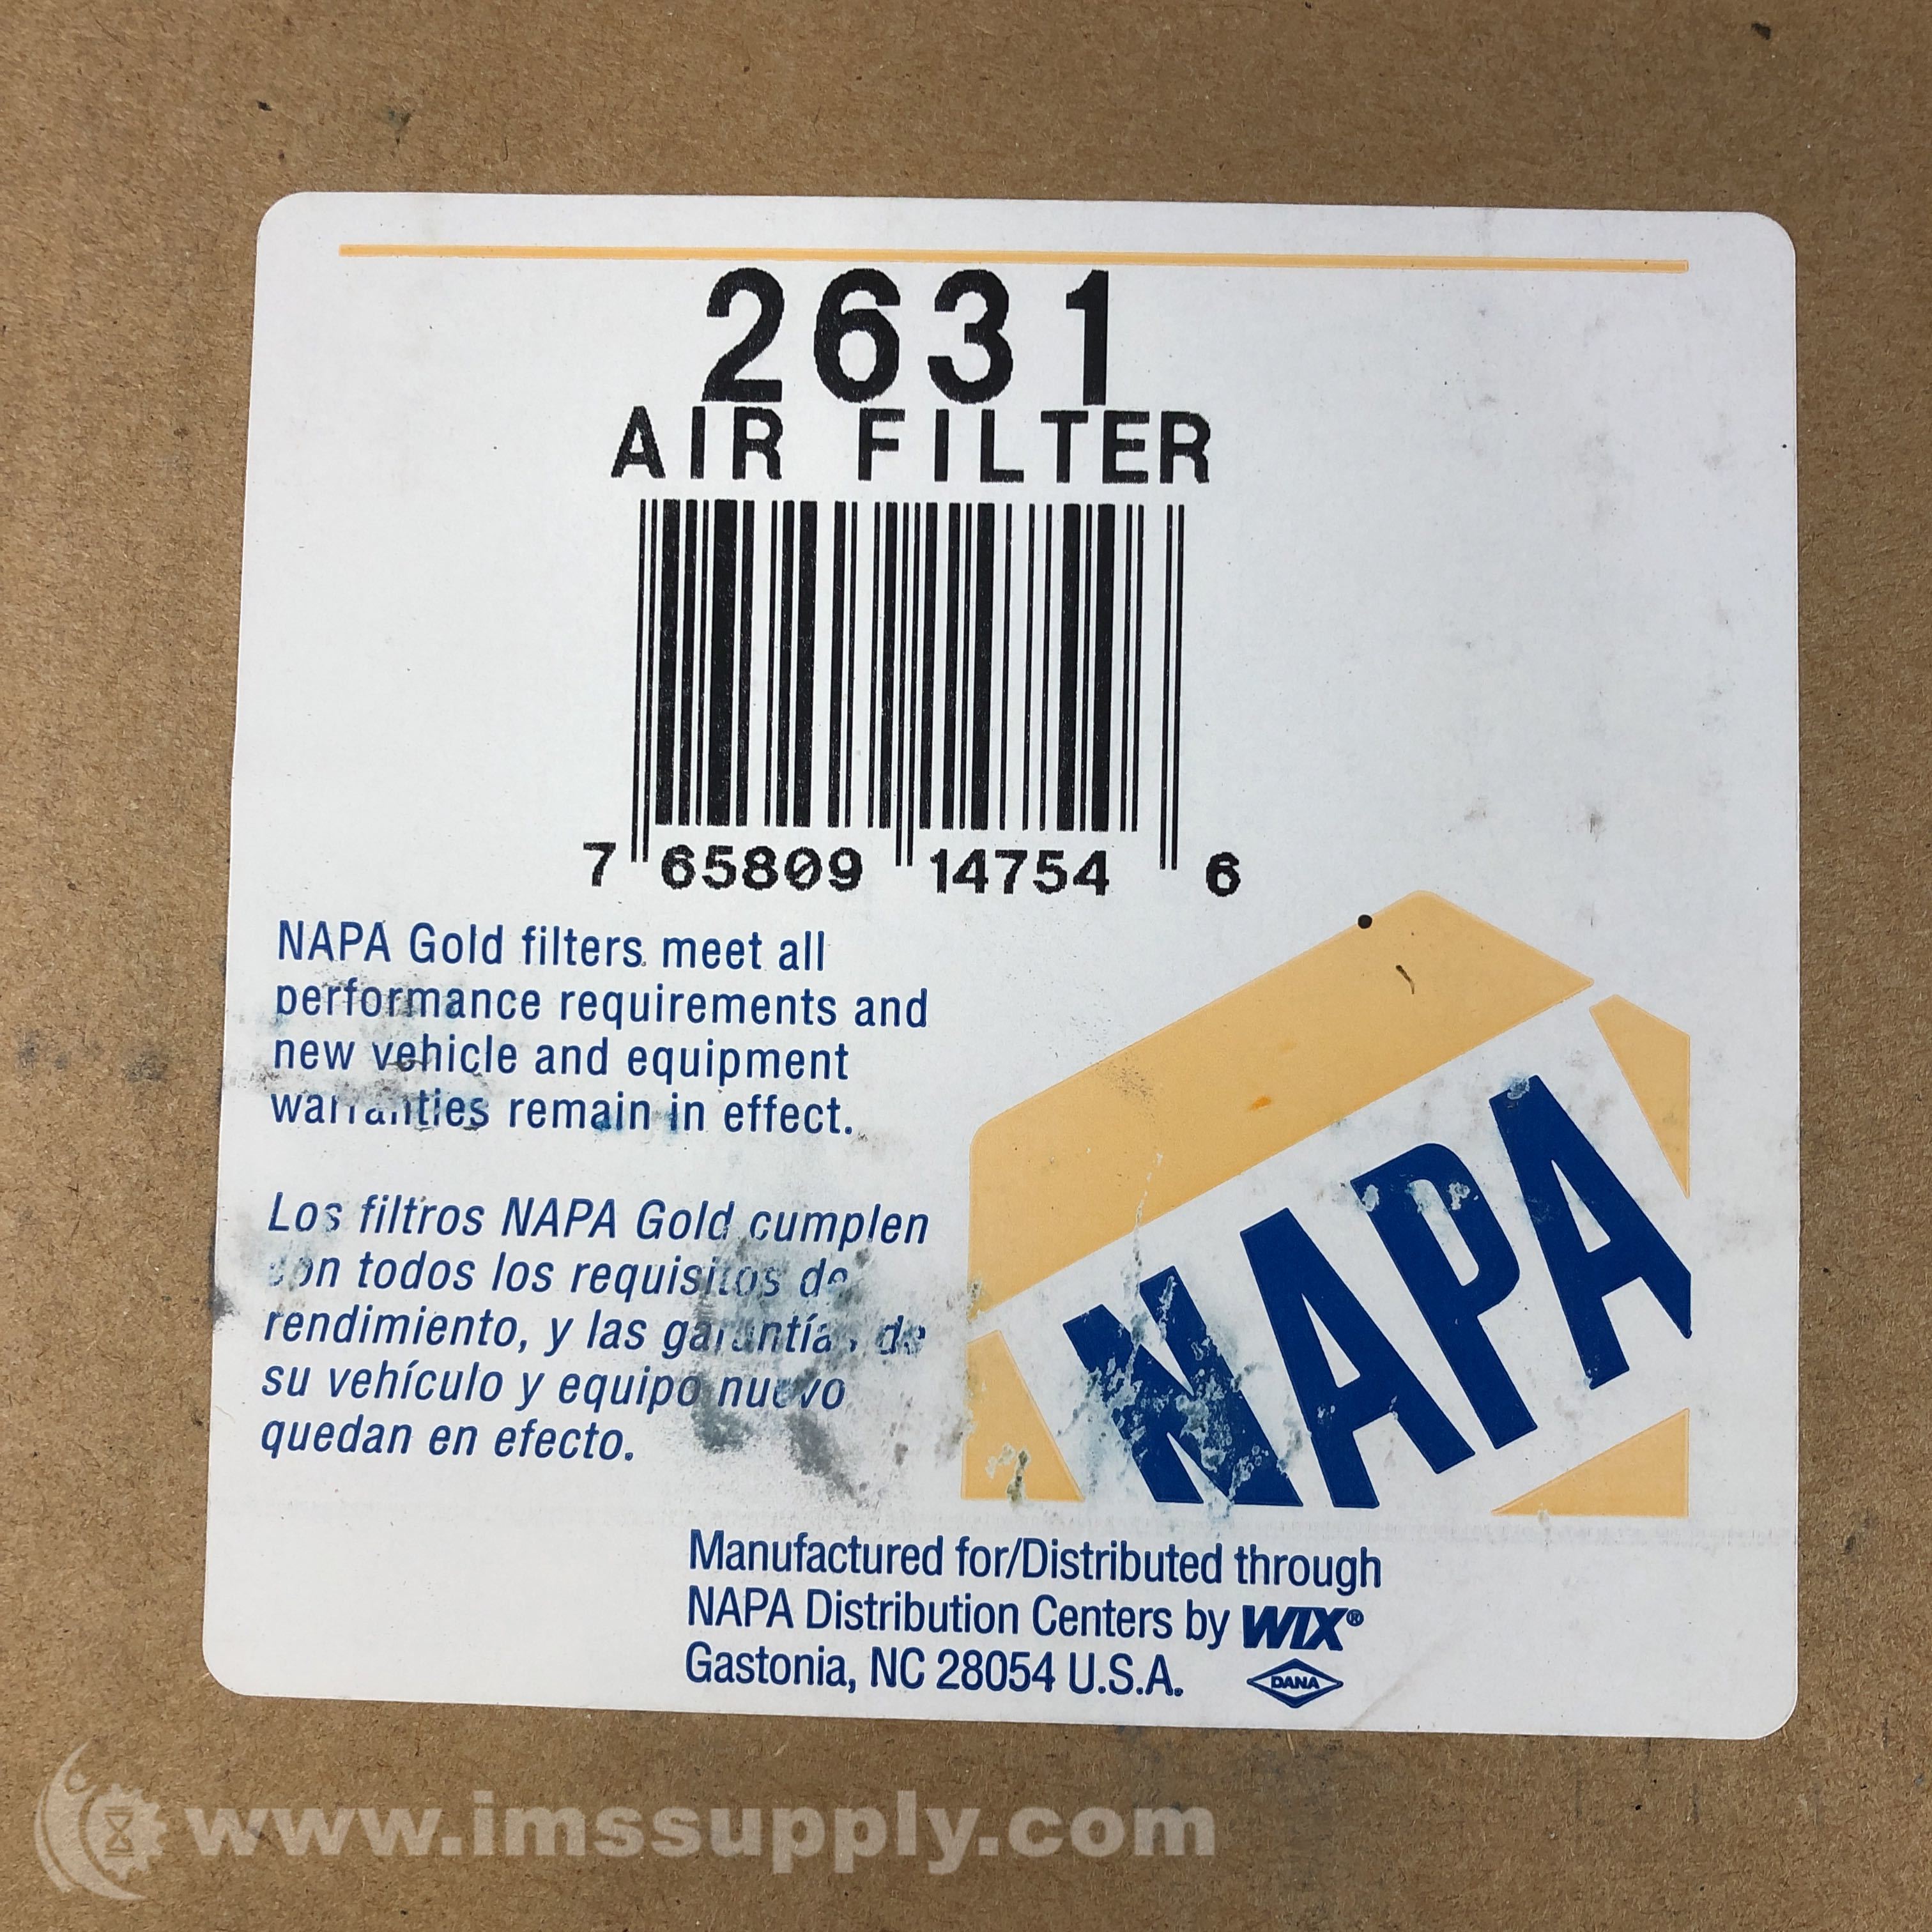 2631
AIR FILTER
7 65809 14754 6
NAPA Gold filters meet all
performance requirements and
new vehicle and equipment
warranties remain in effect.
Los filtros NAPA Gold cumplen
con todos los requisitos de
rendimiento, y las garantías de
su vehículo y equipo nuevo
quedan en efecto.
NAPA
Manufactured for/Distributed through
NAPA Distribution Centers by WIX®
Gastonia, NC 28054 U.S.A.
DANA
www.imssupply.com